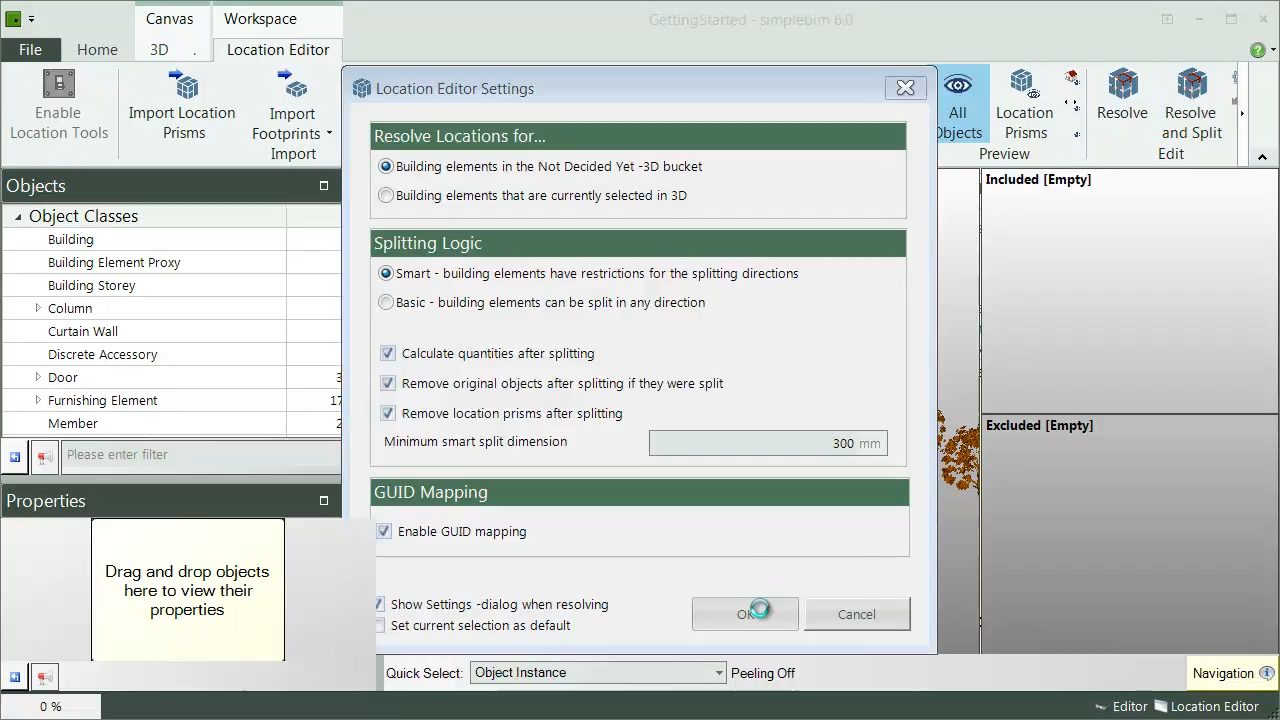 Canvas
Workspace
GettingStarted - simplebim 6.0
File
Home
3D
Location Editor
Enable
Location Tools
Import Location
Prisms
Import
Footprints
Import
All
Objects
Location
Prisms
Preview
Resolve
Resolve
and Split
Edit
Objects
Object Classes
Building
Building Element Proxy
Building Storey
Column
Curtain Wall
Discrete Accessory
Door
Furnishing Element
17
Member
Please enter filter
Properties
Drag and drop objects
here to view their
properties
0 %
Location Editor Settings
Resolve Locations for...
Building elements in the Not Decided Yet -3D bucket
Building elements that are currently selected in 3D
Splitting Logic
Smart - building elements have restrictions for the splitting directions
Basic - building elements can be split in any direction
Calculate quantities after splitting
Remove original objects after splitting if they were split
Remove location prisms after splitting
Minimum smart split dimension
300 mm
GUID Mapping
Enable GUID mapping
Show Settings -dialog when resolving
Set current selection as default
OK
Cancel
Included [Empty]
Excluded [Empty]
Quick Select:
Object Instance
Peeling Off
Navigation
Editor
Location Editor